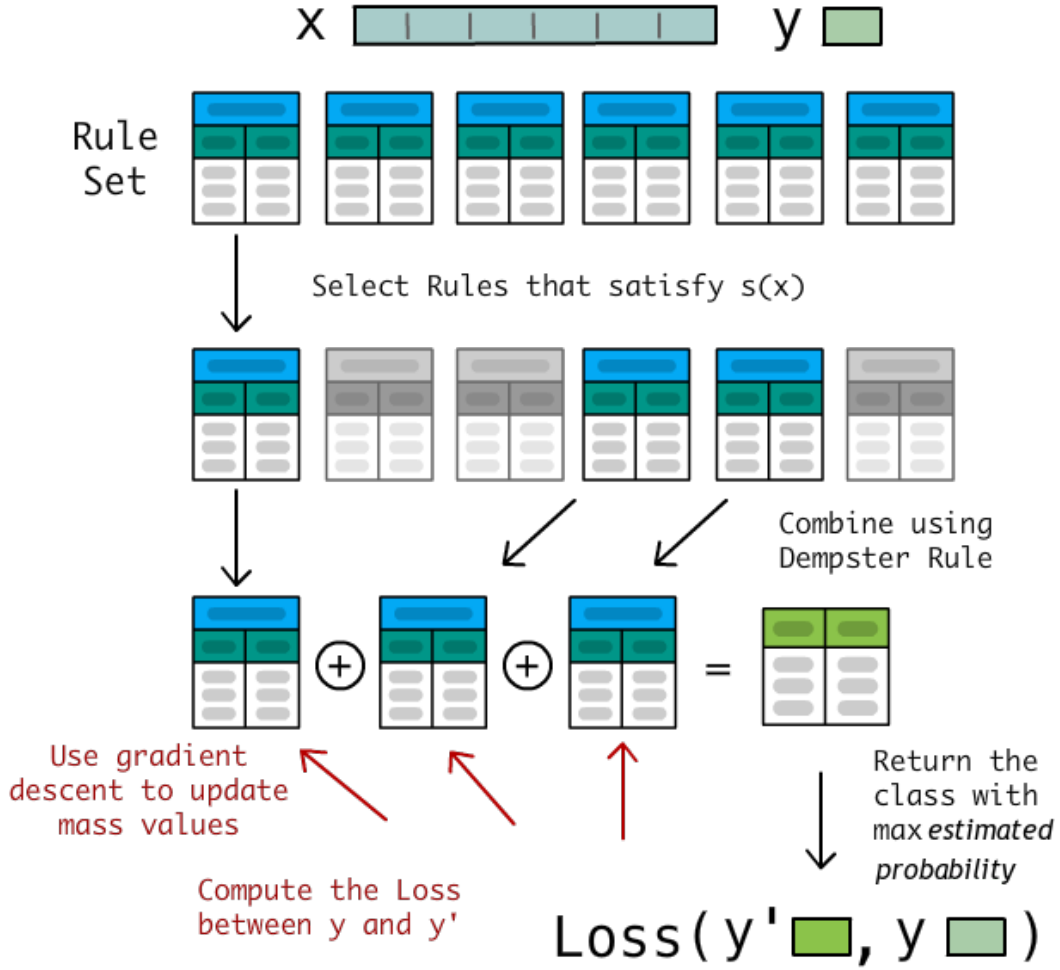 x y
Rule
Set
Select Rules that satisfy s(x)
Combine using
Dempster Rule
+ + =
Use gradient
descent to update
mass values
Return the
class with
max estimated
probability
Compute the Loss
between y and y'
Loss(y' , y )